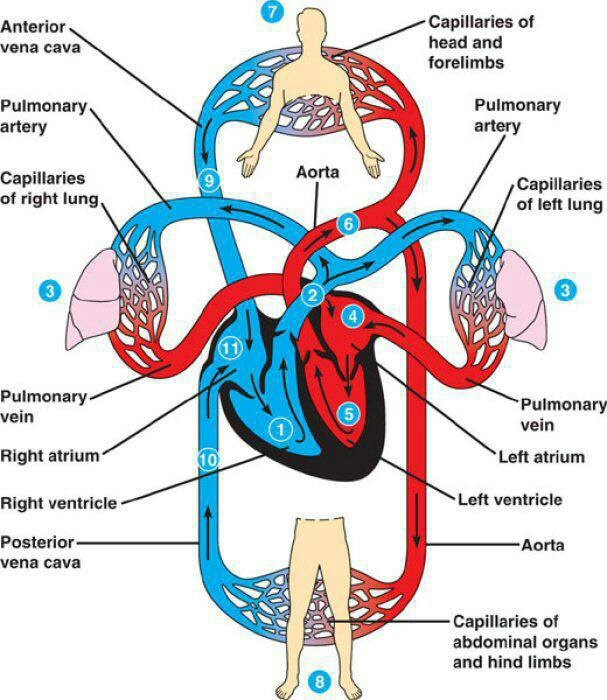 7
Anterior
vena cava
Capillaries of
head and
forelimbs
Pulmonary
artery
Pulmonary
artery
Capillaries
of right lung
9
Aorta
Capillaries
of left lung
6
3
2
3
4
11
5
1
Pulmonary
vein
Pulmonary
vein
Right atrium
10
Left atrium
Right ventricle
Left ventricle
Posterior
vena cava
Aorta
Capillaries of
abdominal organs
and hind limbs
8